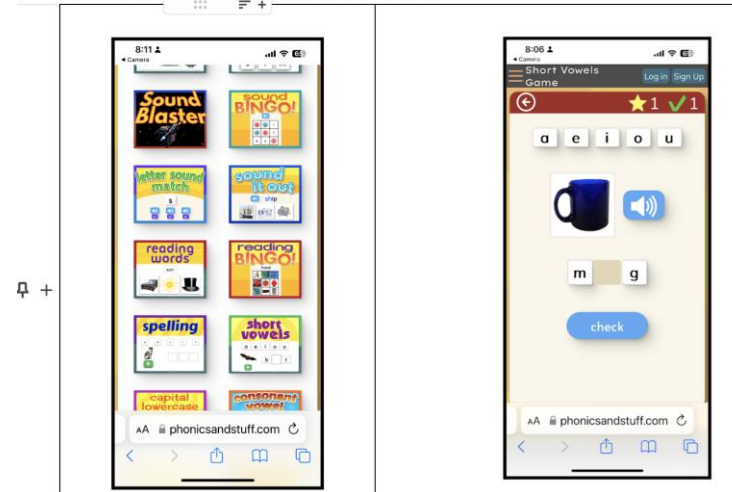 8:11
◄ Camera
Sound
Blaster
sound
BINGO!
letter sound
match
s
sound
it out
ship
reading
words
sun
reading
BINGO!
spelling
short
vowels
a e i o u
b t
capital
lowercase
consonant
vowel
AA phonicsandstuff.com
8:06
◄ Camera
Short Vowels
Game
Log in Sign Up
1 1
a e i o u
m g
check
AA phonicsandstuff.com